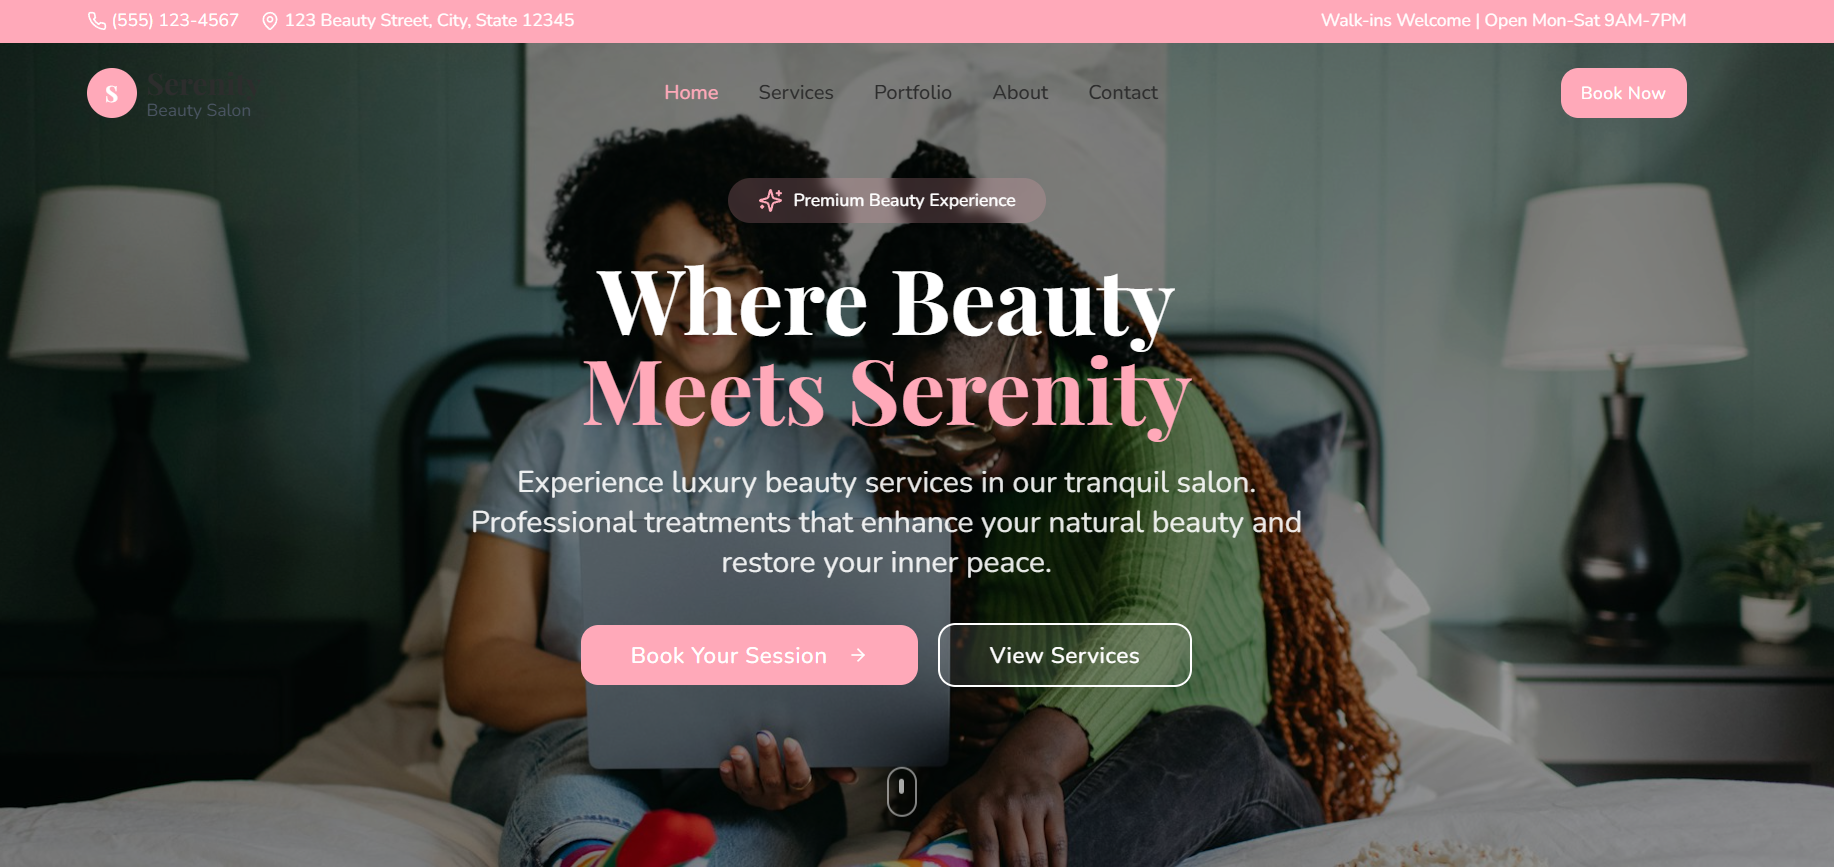 (555) 123-4567
123 Beauty Street, City, State 12345
Walk-ins Welcome | Open Mon-Sat 9AM-7PM
S
Serenity
Beauty Salon
Home
Services
Portfolio
About
Contact
Book Now
Premium Beauty Experience
Where Beauty
Meets Serenity
Experience luxury beauty services in our tranquil salon.
Professional treatments that enhance your natural beauty and
restore your inner peace.
Book Your Session
View Services